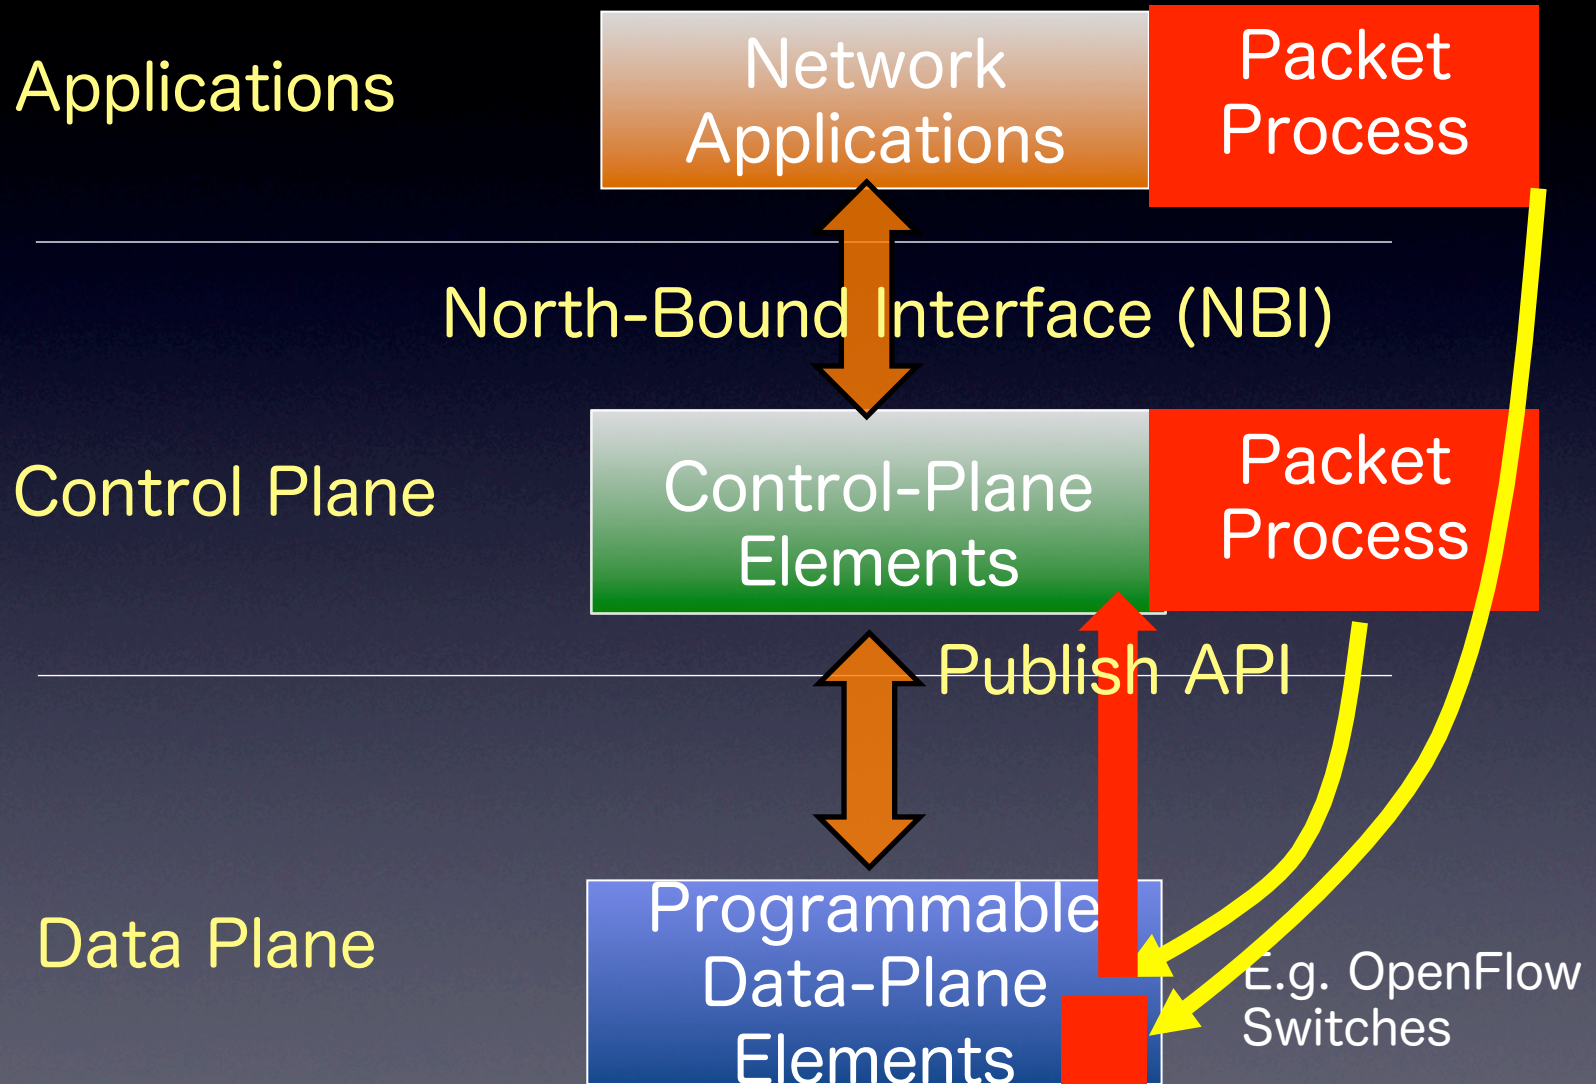 Applications
Network
Applications
Packet
Process
North-Bound Interface (NBI)
Control Plane
Control-Plane
Elements
Packet
Process
Publish API
Data Plane
Programmable
Data-Plane
Elements
E.g. OpenFlow
Switches